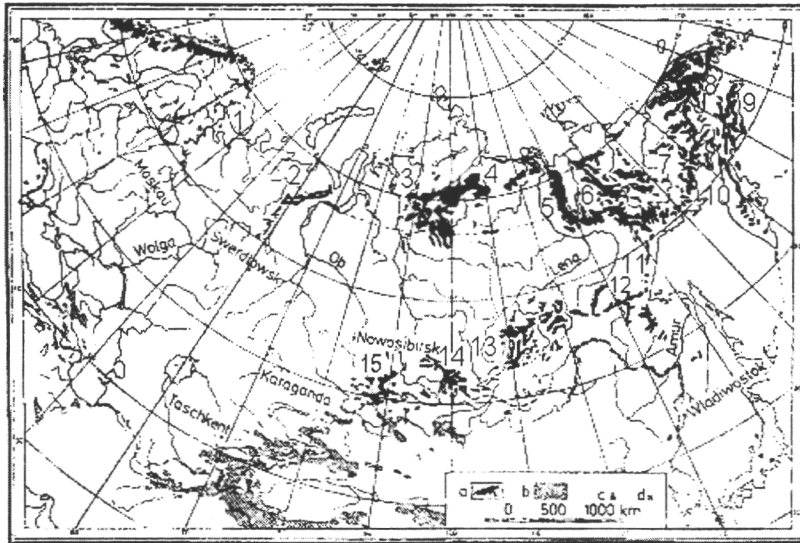 1
2
3
4
5
6
7
8
9
10
11
12
13
14
15
Moskau
Wolga
Swerdlowsk
Ob
Lena
Nowosibirsk
Karaganda
Taschkent
Amur
Wladiwostok
a b c d
0 500 1000 km